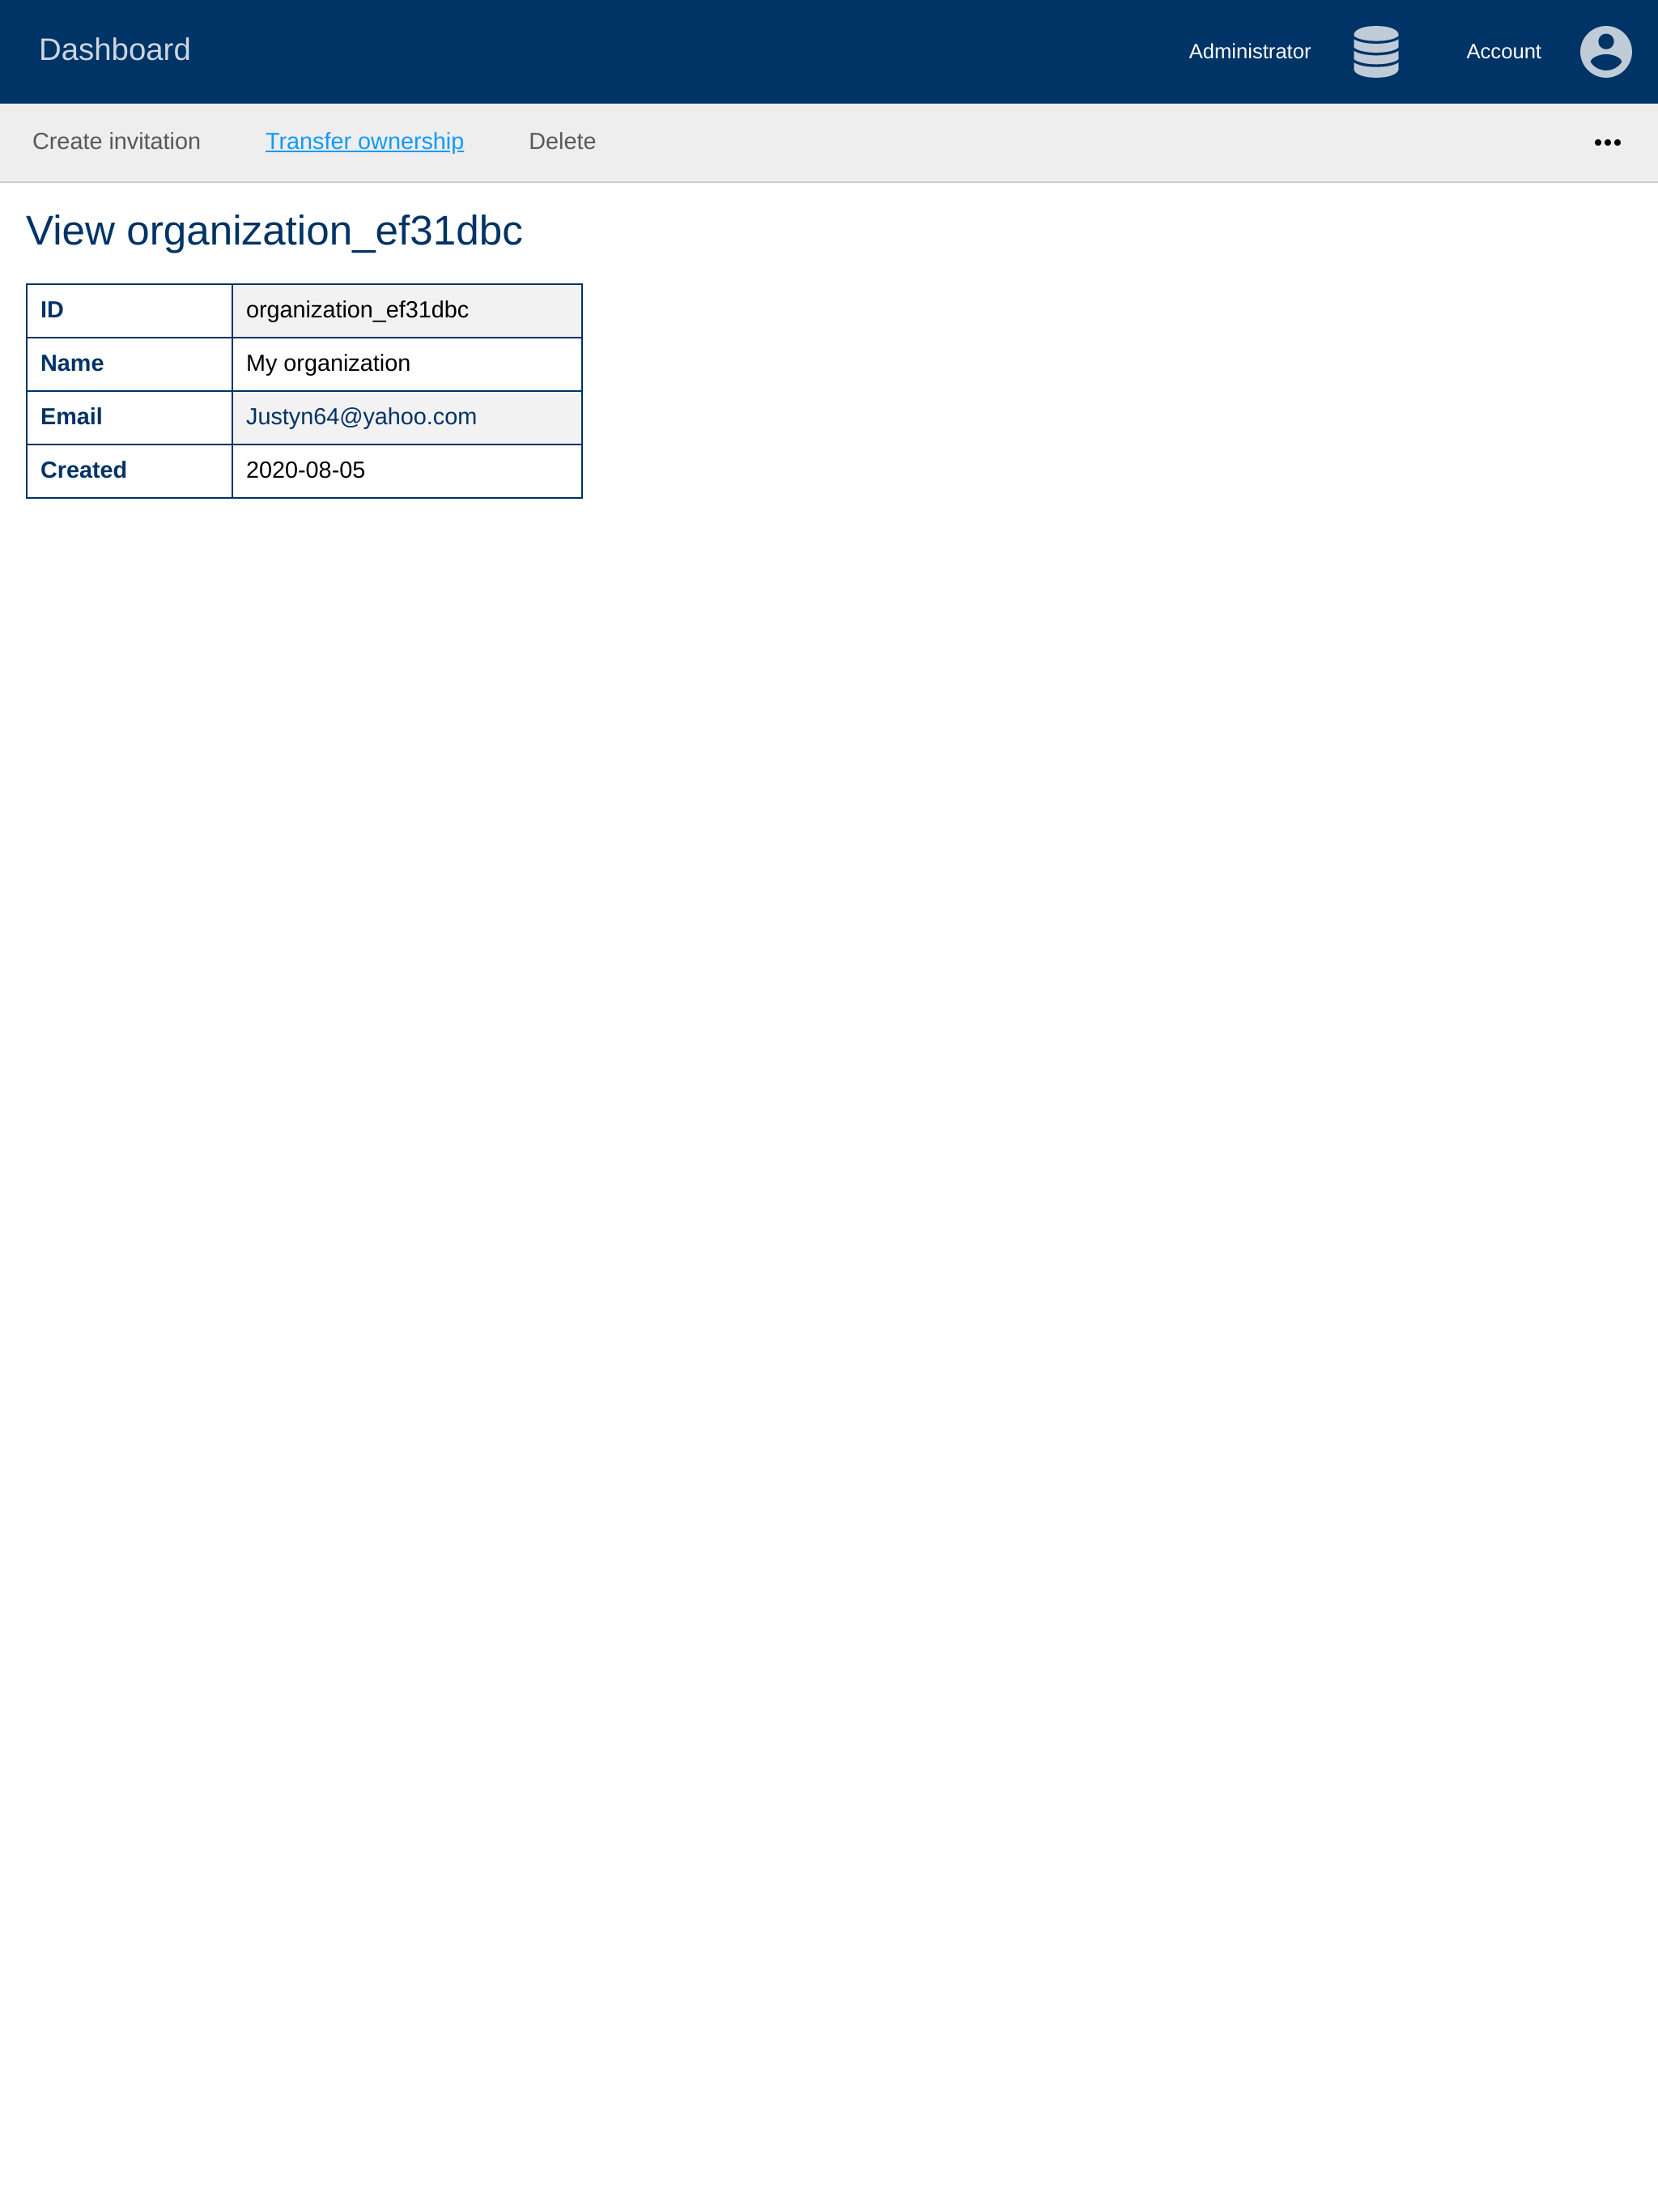 Dashboard Administrator Account
Create invitation Transfer ownership Delete
View organization_ef31dbc
ID organization_ef31dbc
Name My organization
Email Justyn64@yahoo.com
Created 2020-08-05